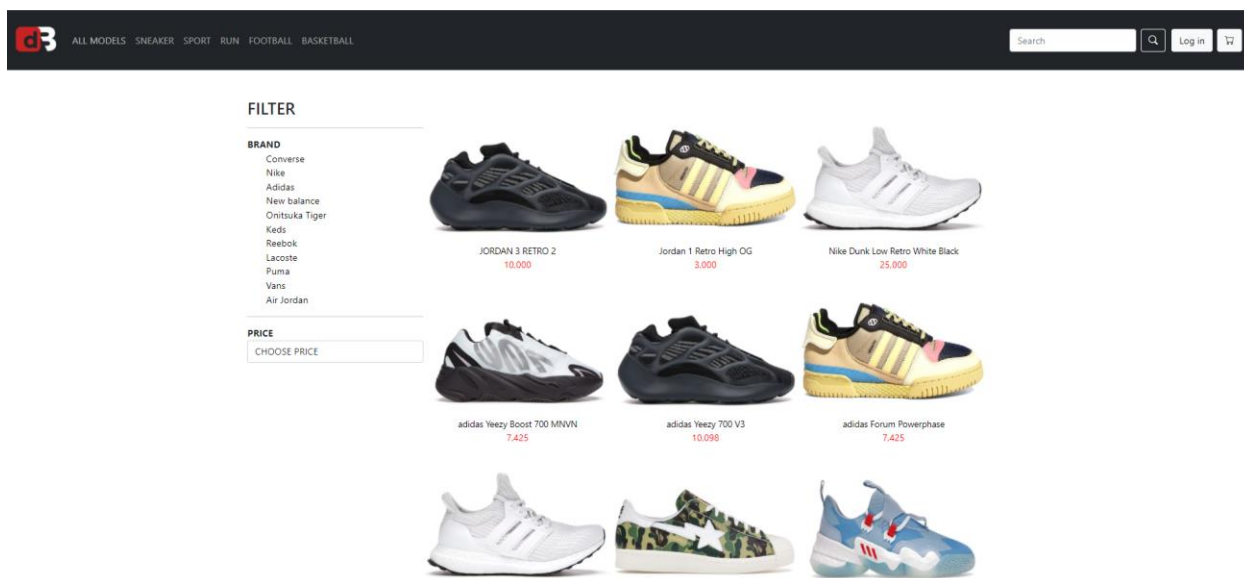 d3
ALL MODELS SNEAKER SPORT RUN FOOTBALL BASKETBALL
Search
Log in
FILTER
BRAND
Converse
Nike
Adidas
New balance
Onitsuka Tiger
Keds
Reebok
Lacoste
Puma
Vans
Air Jordan
PRICE
CHOOSE PRICE
JORDAN 3 RETRO 2
10,000
Jordan 1 Retro High OG
3,000
Nike Dunk Low Retro White Black
25,000
adidas Yeezy Boost 700 MNVN
7,425
adidas Yeezy 700 V3
10,098
adidas Forum Powerphase
7,425